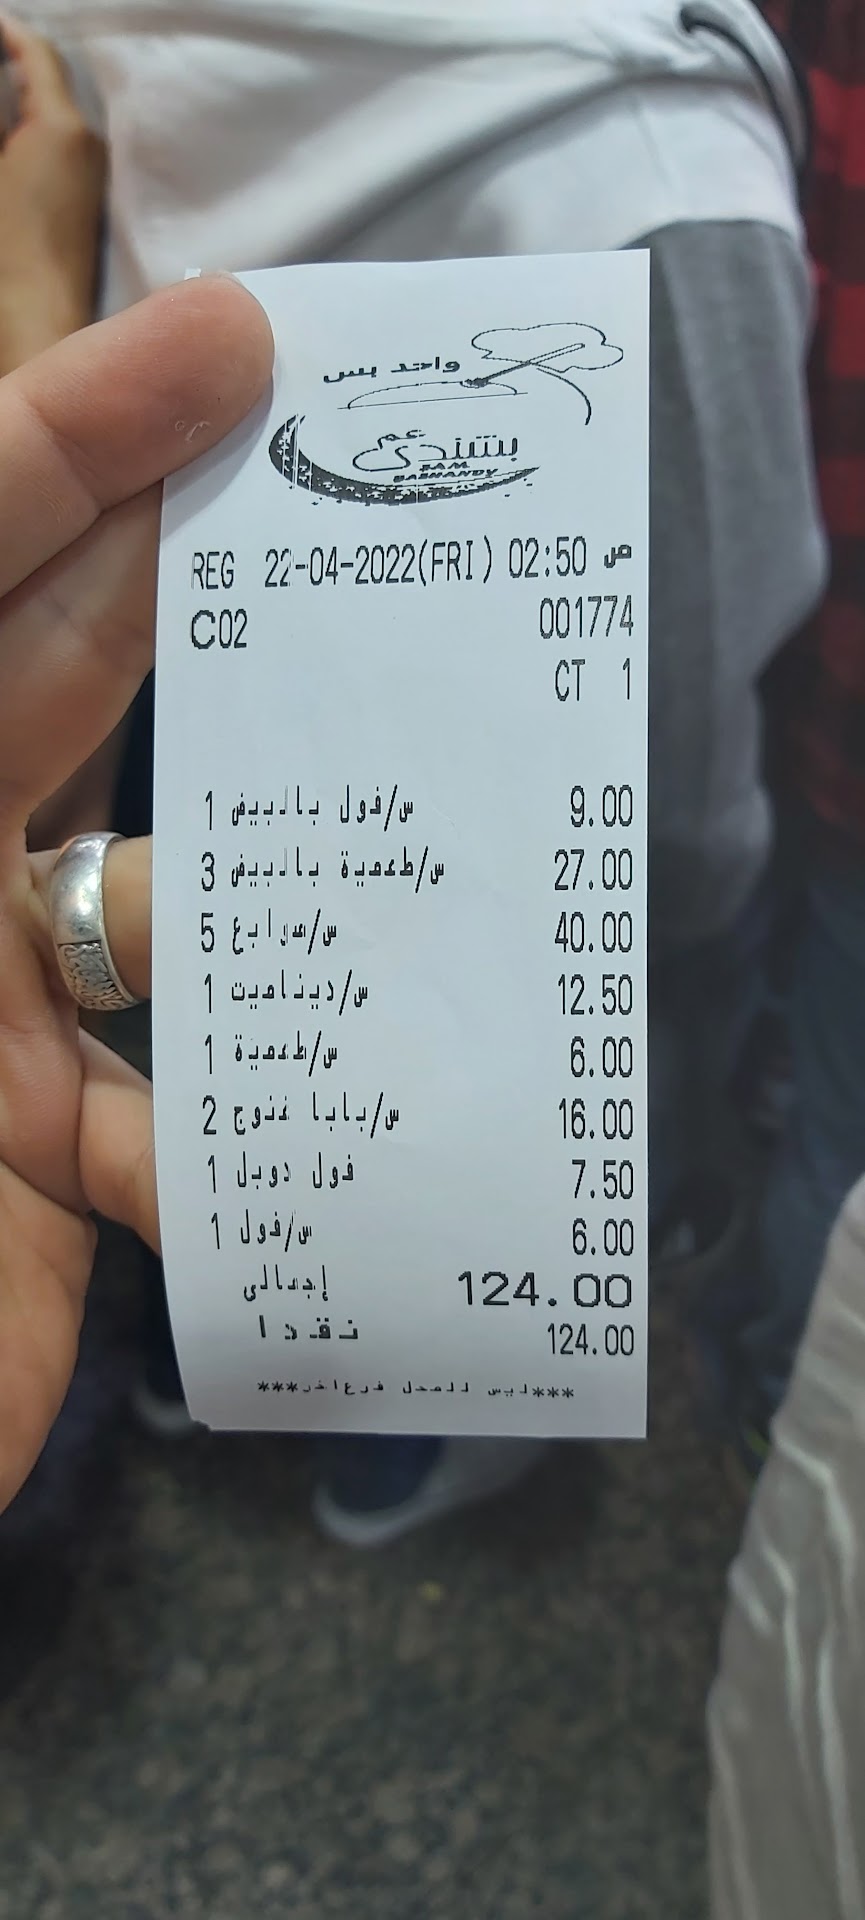 واحد بس
عم
بشندى
3AM
BASHANDY
REG 22-04-2022(FRI) 02:50 ص
C02 001774
CT 1
1 س/فول بالبيض 9.00
3 س/طعمية بالبيض 27.00
5 س/صوابع 40.00
1 س/ديناميت 12.50
1 س/طعمية 6.00
2 س/بابا غنوج 16.00
1 فول دوبل 7.50
1 س/فول 6.00
إجمالى 124.00
نقدا 124.00
***ليس للمحل فرع اخر***